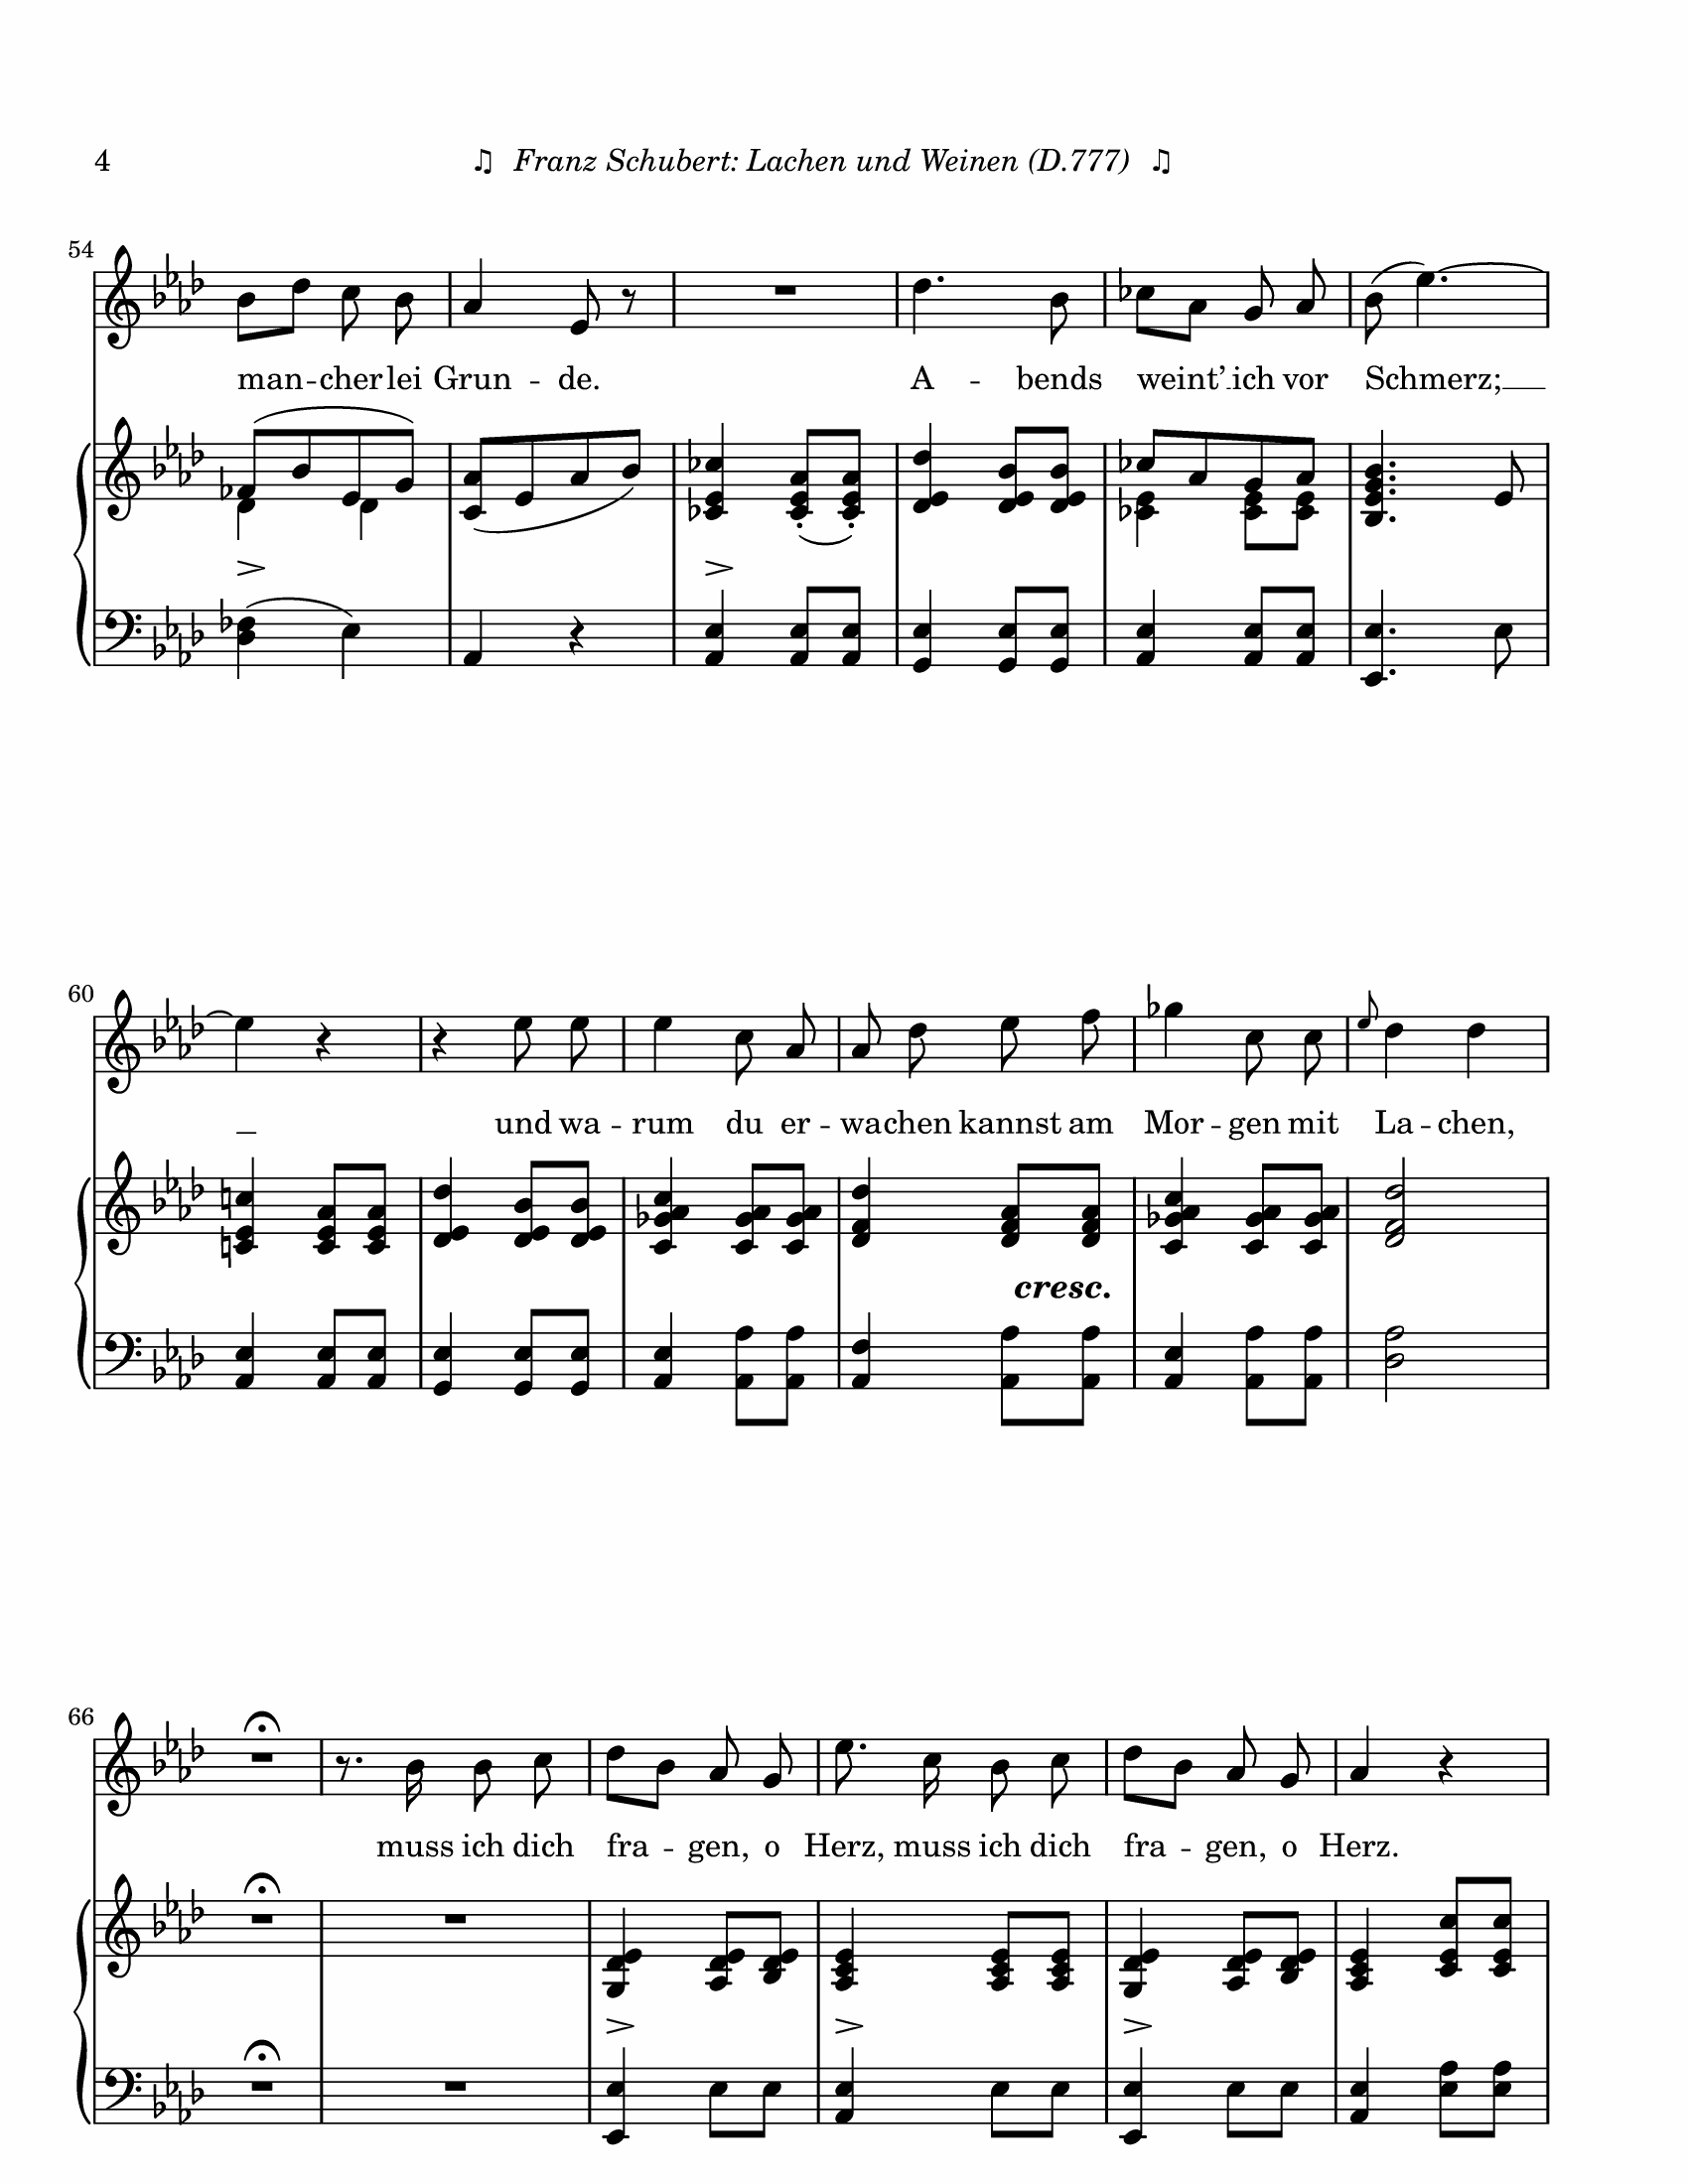 4 ♫ Franz Schubert: Lachen und Weinen (D.777) ♫
54
man -- cher lei Grun -- de. A -- bends weint’ ich vor Schmerz;
60
und wa -- rum du er -- wachen kannst am Mor -- gen mit La -- chen,
cresc.
66
muss ich dich fra -- gen, o Herz, muss ich dich fra -- gen, o Herz.